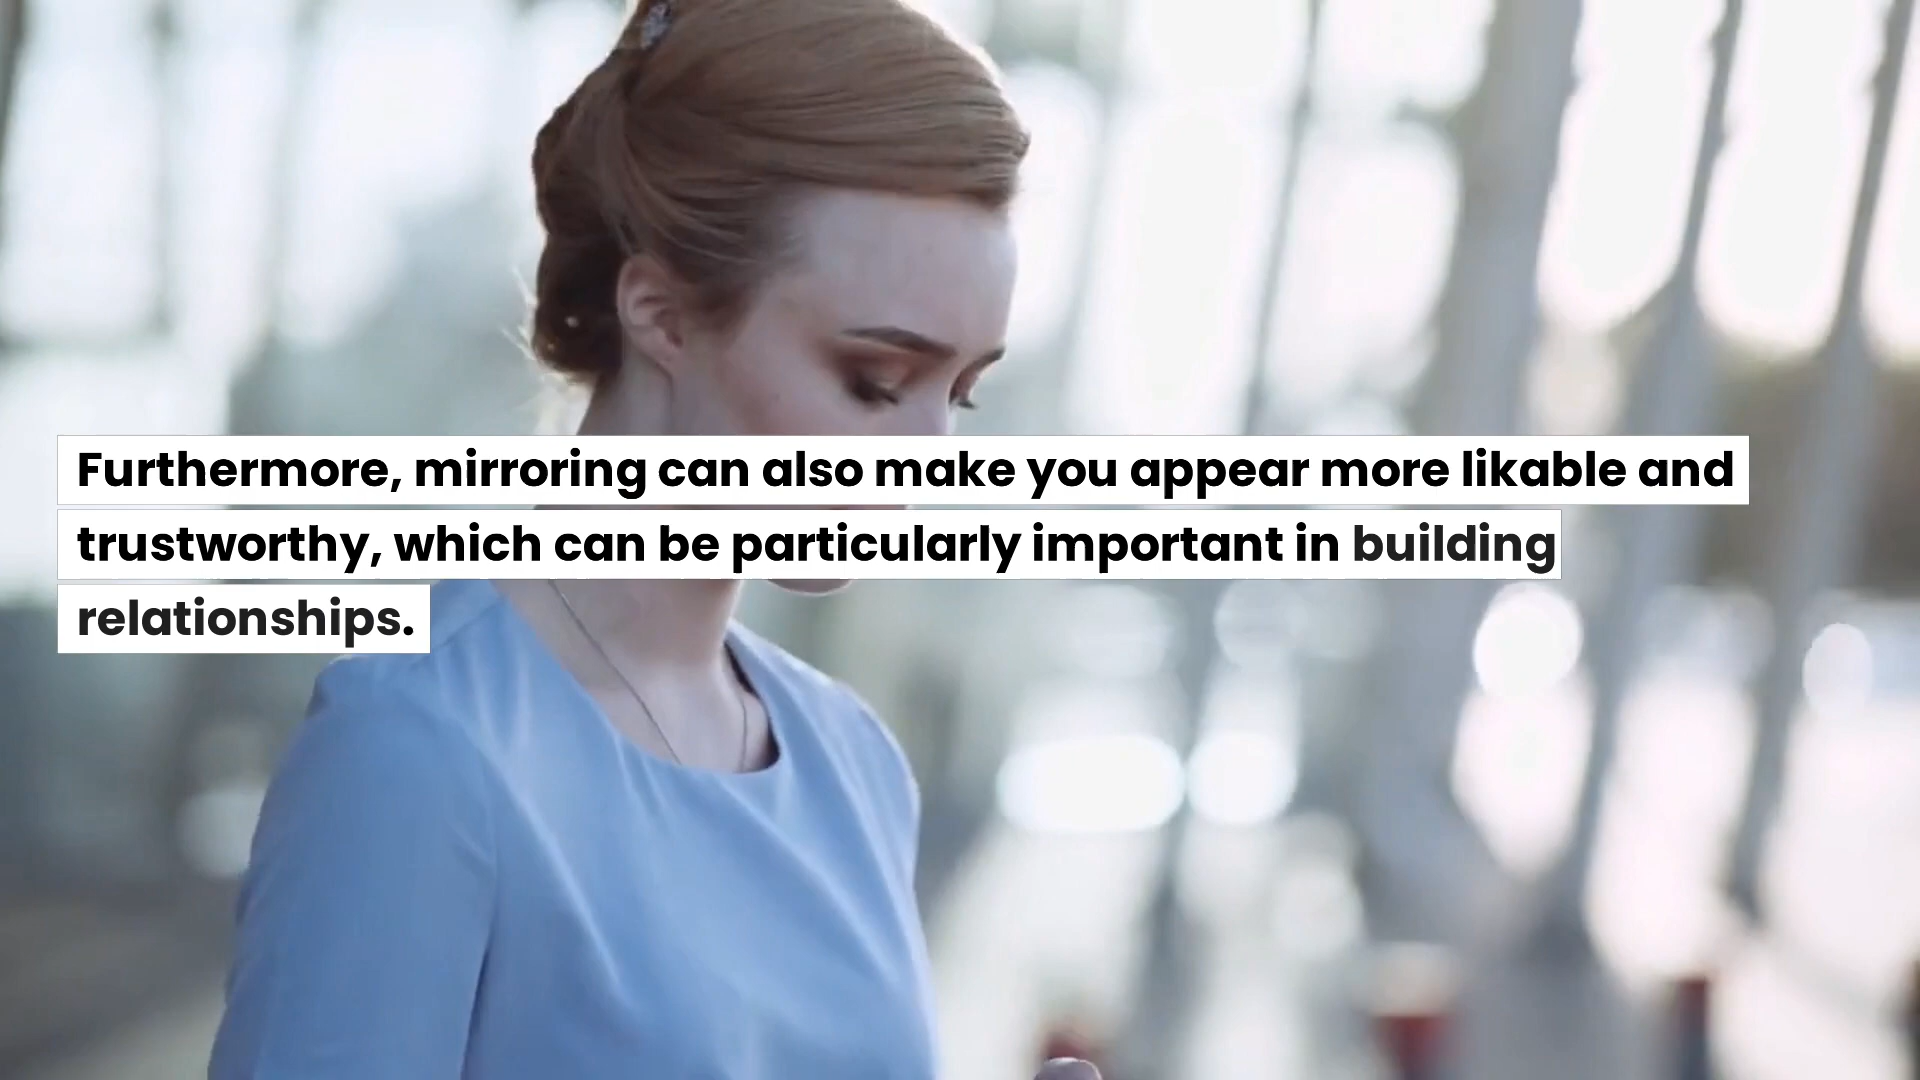 Furthermore, mirroring can also make you appear more likable and
trustworthy, which can be particularly important in building
relationships.